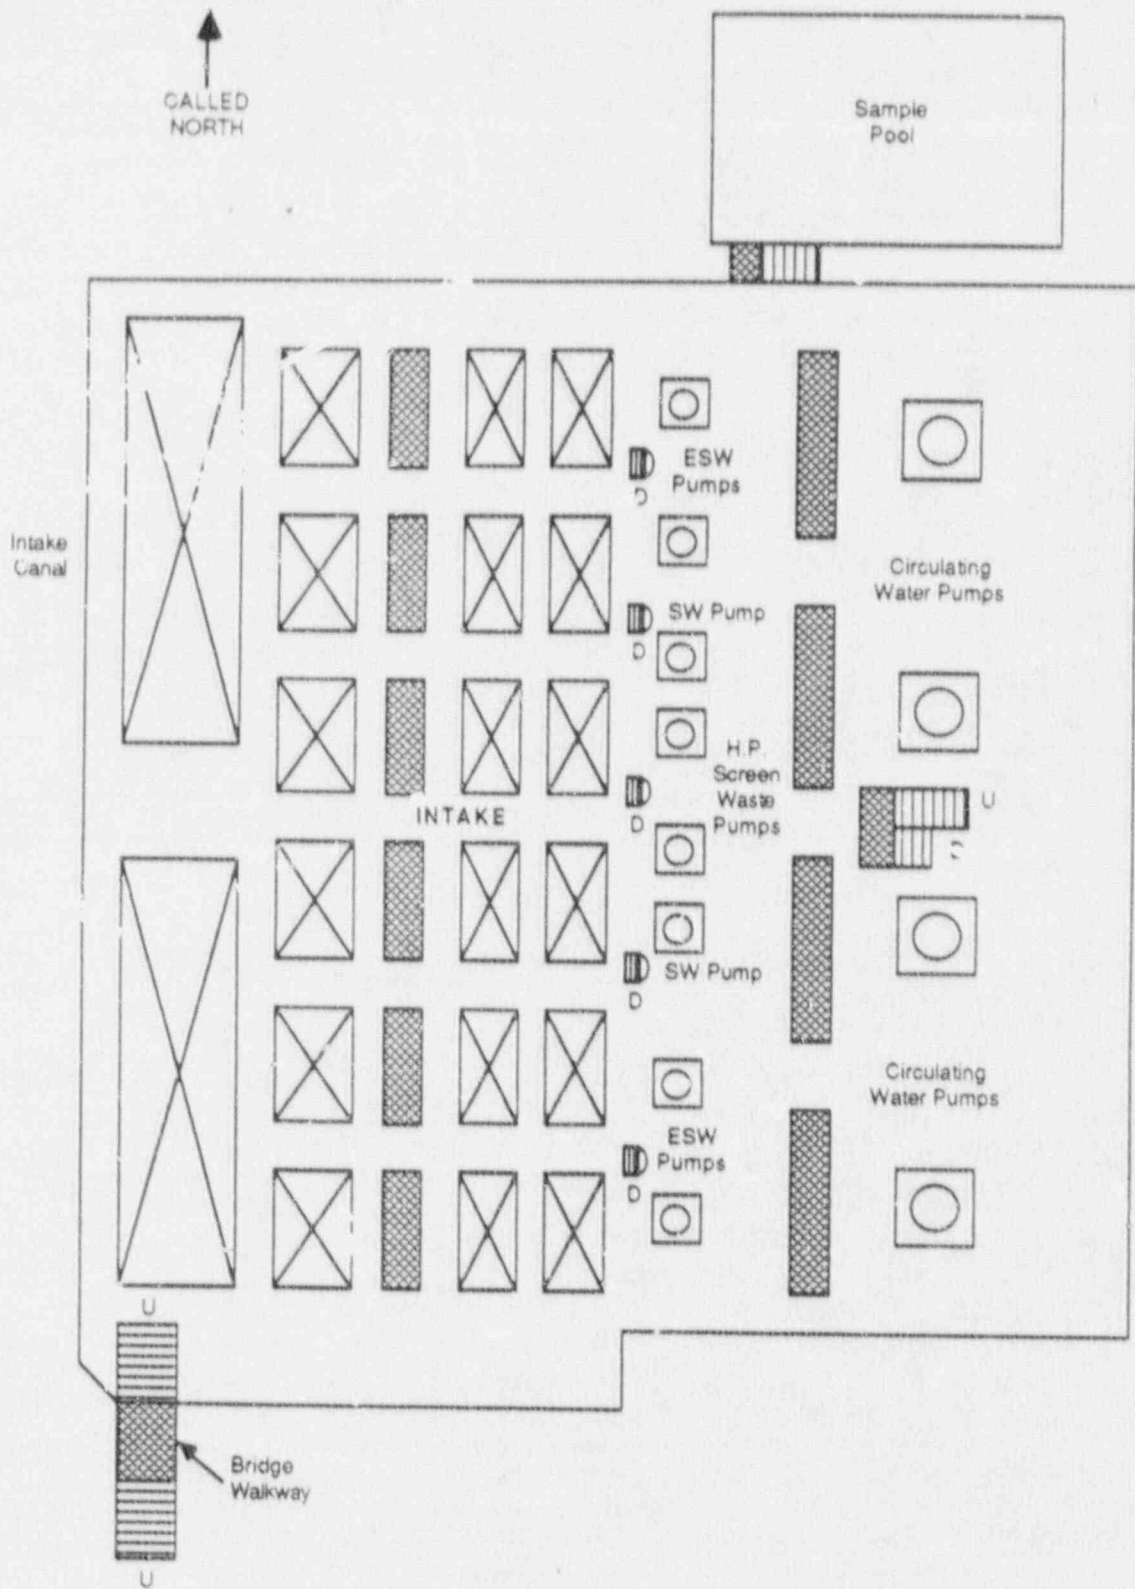 CALLED
NORTH
Sample
Pool
Intake
Canal
ESW
Pumps
D
SW Pump
D
Circulating
Water Pumps
H.P.
Screen
Waste
Pumps
D
INTAKE
U
D
SW Pump
D
Circulating
Water Pumps
ESW
Pumps
D
U
Bridge
Walkway
U